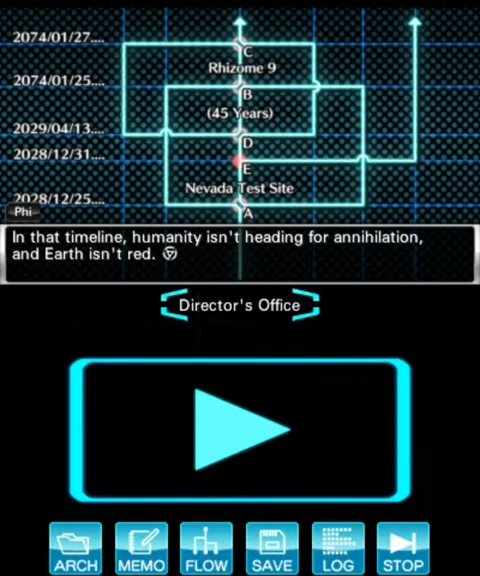 2074/01/27....
C
Rhizome 9
2074/01/25....
B
(45 Years)
2029/04/13....
D
2028/12/31....
E
Nevada Test Site
2028/12/25....
A
Phi
In that timeline, humanity isn't heading for annihilation,
and Earth isn't red.
Director's Office
ARCH
MEMO
FLOW
SAVE
LOG
STOP